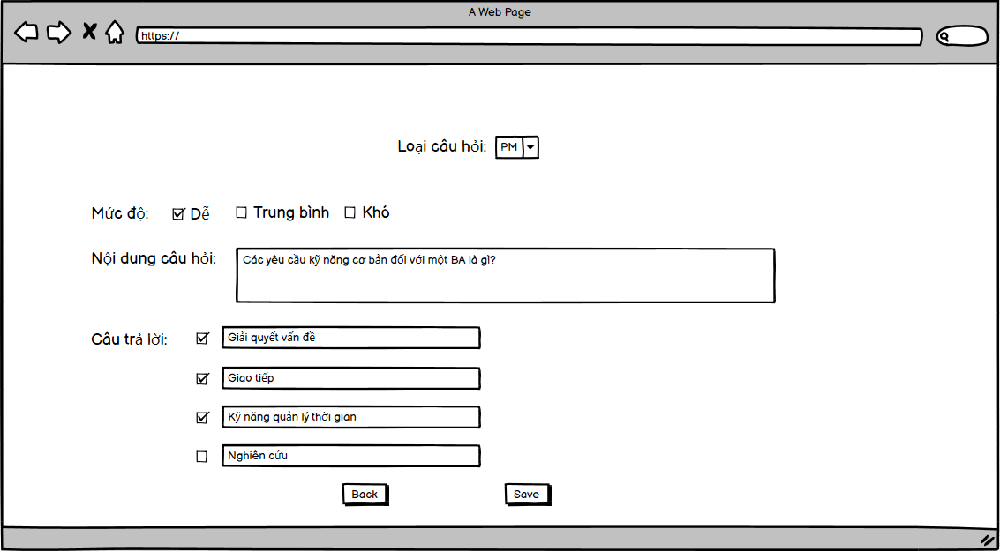 A Web Page
https://
Loại câu hỏi: PM
Mức độ: Dễ Trung bình Khó
Nội dung câu hỏi: Các yêu cầu kỹ năng cơ bản đối với một BA là gì?
Câu trả lời: Giải quyết vấn đề
Giao tiếp
Kỹ năng quản lý thời gian
Nghiên cứu
Back Save